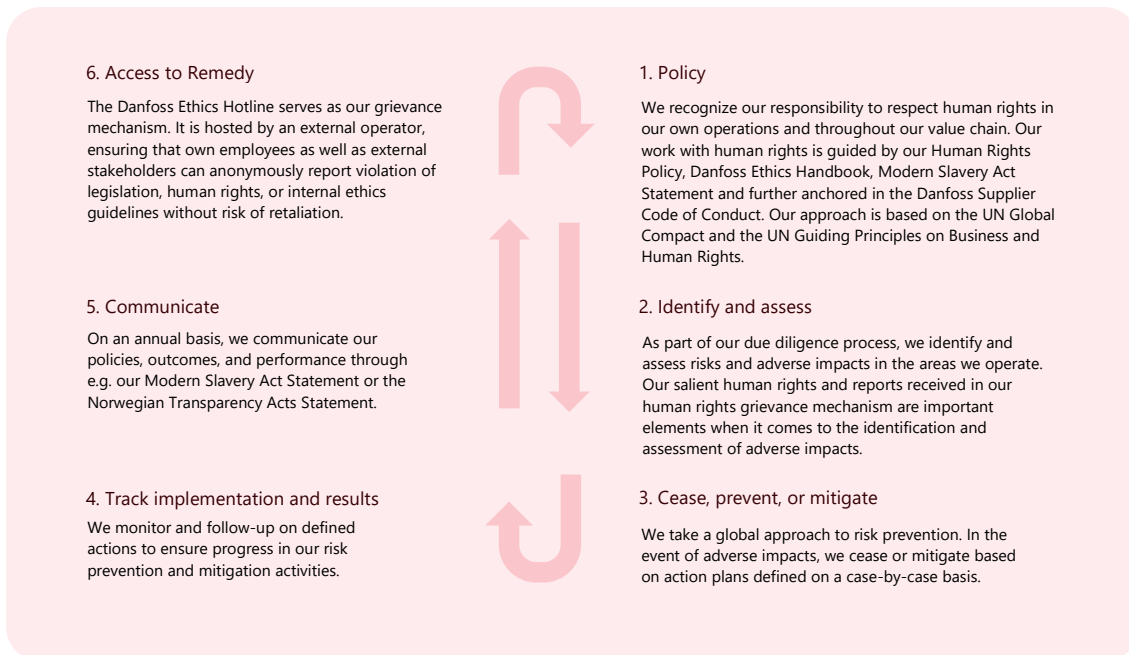 6. Access to Remedy
The Danfoss Ethics Hotline serves as our grievance
mechanism. It is hosted by an external operator,
ensuring that own employees as well as external
stakeholders can anonymously report violation of
legislation, human rights, or internal ethics
guidelines without risk of retaliation.
5. Communicate
On an annual basis, we communicate our
policies, outcomes, and performance through
e.g. our Modern Slavery Act Statement or the
Norwegian Transparency Acts Statement.
4. Track implementation and results
We monitor and follow-up on defined
actions to ensure progress in our risk
prevention and mitigation activities.
1. Policy
We recognize our responsibility to respect human rights in
our own operations and throughout our value chain. Our
work with human rights is guided by our Human Rights
Policy, Danfoss Ethics Handbook, Modern Slavery Act
Statement and further anchored in the Danfoss Supplier
Code of Conduct. Our approach is based on the UN Global
Compact and the UN Guiding Principles on Business and
Human Rights.
2. Identify and assess
As part of our due diligence process, we identify and
assess risks and adverse impacts in the areas we operate.
Our salient human rights and reports received in our
human rights grievance mechanism are important
elements when it comes to the identification and
assessment of adverse impacts.
3. Cease, prevent, or mitigate
We take a global approach to risk prevention. In the
event of adverse impacts, we cease or mitigate based
on action plans defined on a case-by-case basis.